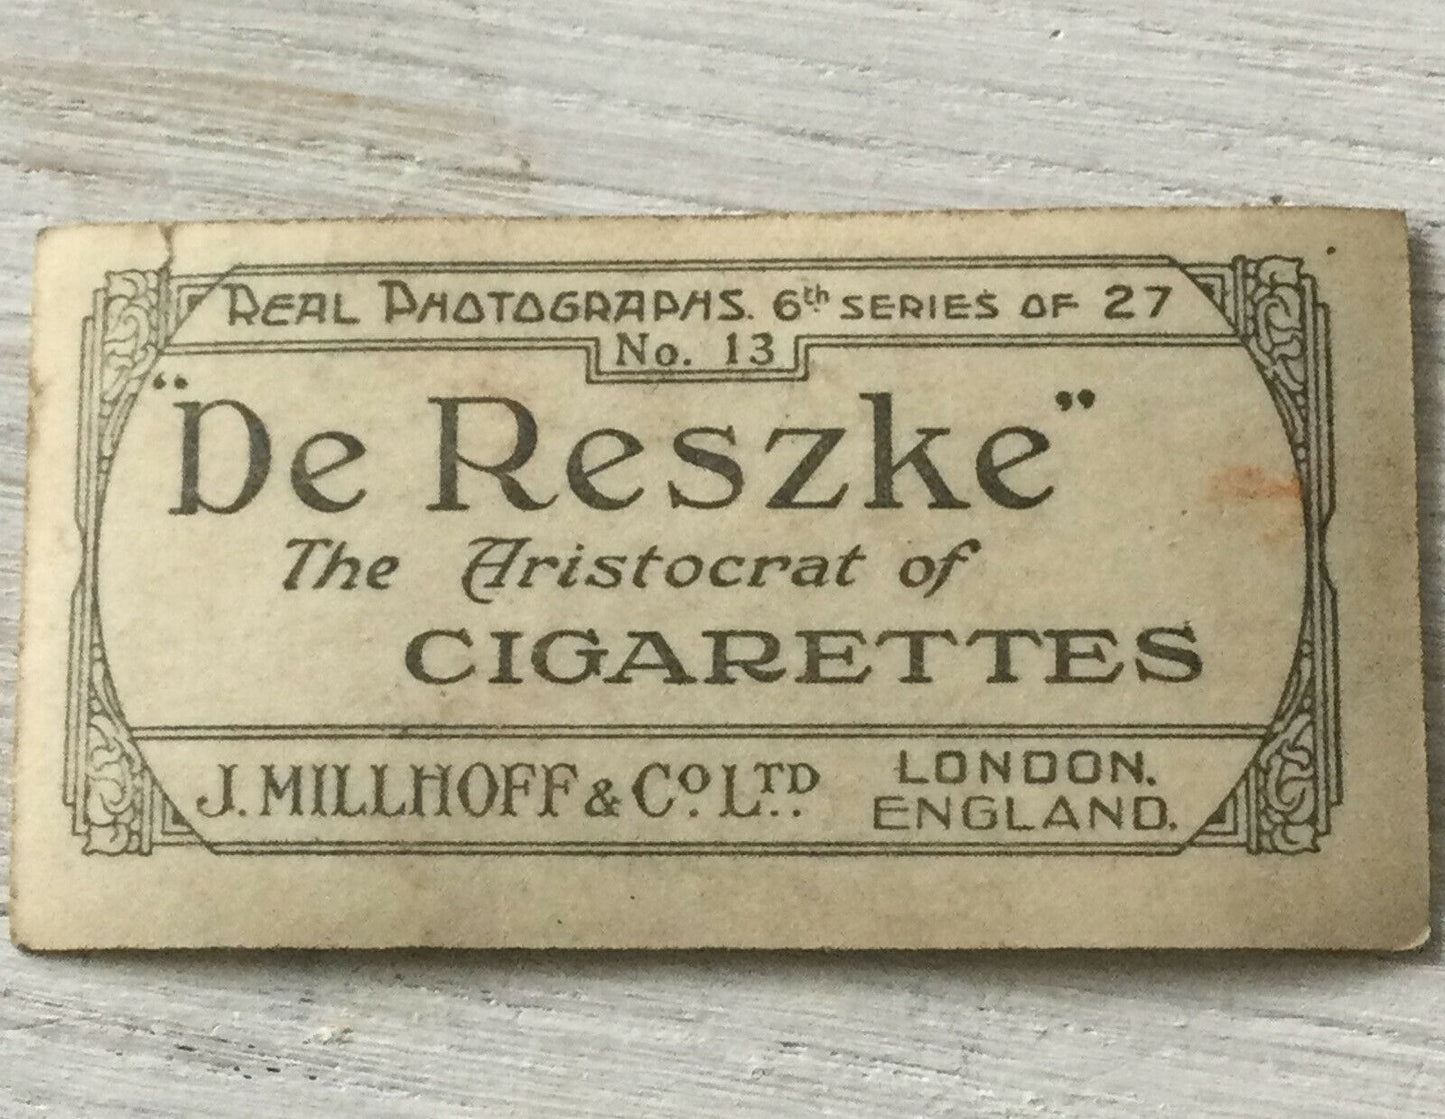 REAL PHOTOGRAPHS. 6th SERIES OF 27
No. 13
"De Reszke"
The Aristocrat of
CIGARETTES
J. MILLHOFF & Co. LTD.
LONDON.
ENGLAND.